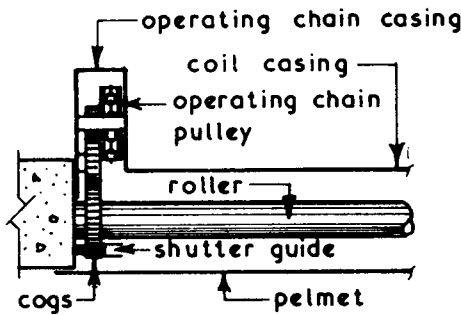 operating chain casing
coil casing
operating chain
pulley
roller
shutter guide
cogs
pelmet